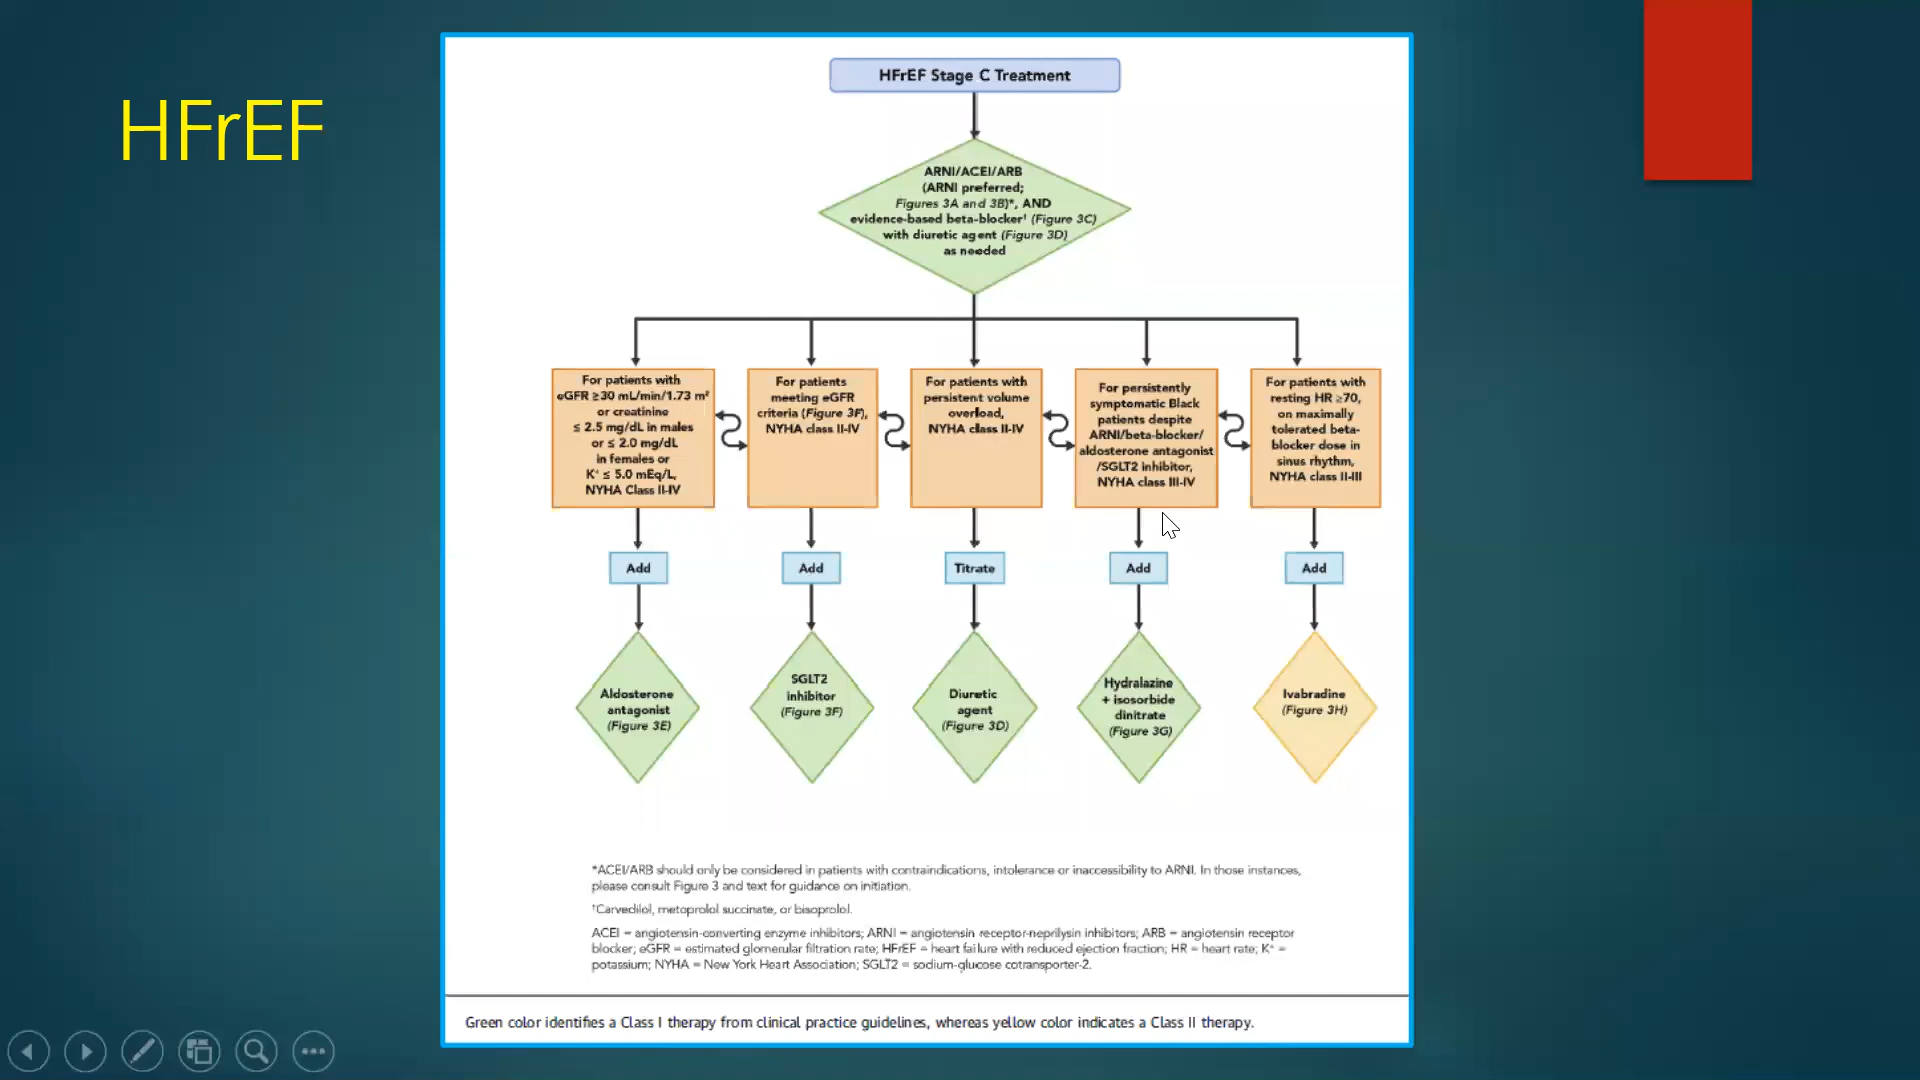 HFrEF
HFrEF Stage C Treatment
ARNI/ACEI/ARB
(ARNI preferred;
Figures 3A and 3B)*, AND
evidence-based beta-blocker† (Figure 3C)
with diuretic agent (Figure 3D)
as needed
For patients with
eGFR ≥30 mL/min/1.73 m²
or creatinine
≤ 2.5 mg/dL in males
or ≤ 2.0 mg/dL
in females or
K⁺ ≤ 5.0 mEq/L,
NYHA Class II-IV
For patients
meeting eGFR
criteria (Figure 3F),
NYHA class II-IV
For patients with
persistent volume
overload,
NYHA class II-IV
For persistently
symptomatic Black
patients despite
ARNI/beta-blocker/
aldosterone antagonist
/SGLT2 inhibitor,
NYHA class III-IV
For patients with
resting HR ≥70,
on maximally
tolerated beta-
blocker dose in
sinus rhythm,
NYHA class II-III
Add
Add
Titrate
Add
Add
Aldosterone
antagonist
(Figure 3E)
SGLT2
inhibitor
(Figure 3F)
Diuretic
agent
(Figure 3D)
Hydralazine
+ isosorbide
dinitrate
(Figure 3G)
Ivabradine
(Figure 3H)
*ACEI/ARB should only be considered in patients with contraindications, intolerance or inaccessibility to ARNI. In those instances,
please consult Figure 3 and text for guidance on initiation.
†Carvedilol, metoprolol succinate, or bisoprolol.
ACEI = angiotensin-converting enzyme inhibitors; ARNI = angiotensin receptor-neprilysin inhibitors; ARB = angiotensin receptor
blocker; eGFR = estimated glomerular filtration rate; HFrEF = heart failure with reduced ejection fraction; HR = heart rate; K⁺ =
potassium; NYHA = New York Heart Association; SGLT2 = sodium-glucose cotransporter-2.
Green color identifies a Class I therapy from clinical practice guidelines, whereas yellow color indicates a Class II therapy.